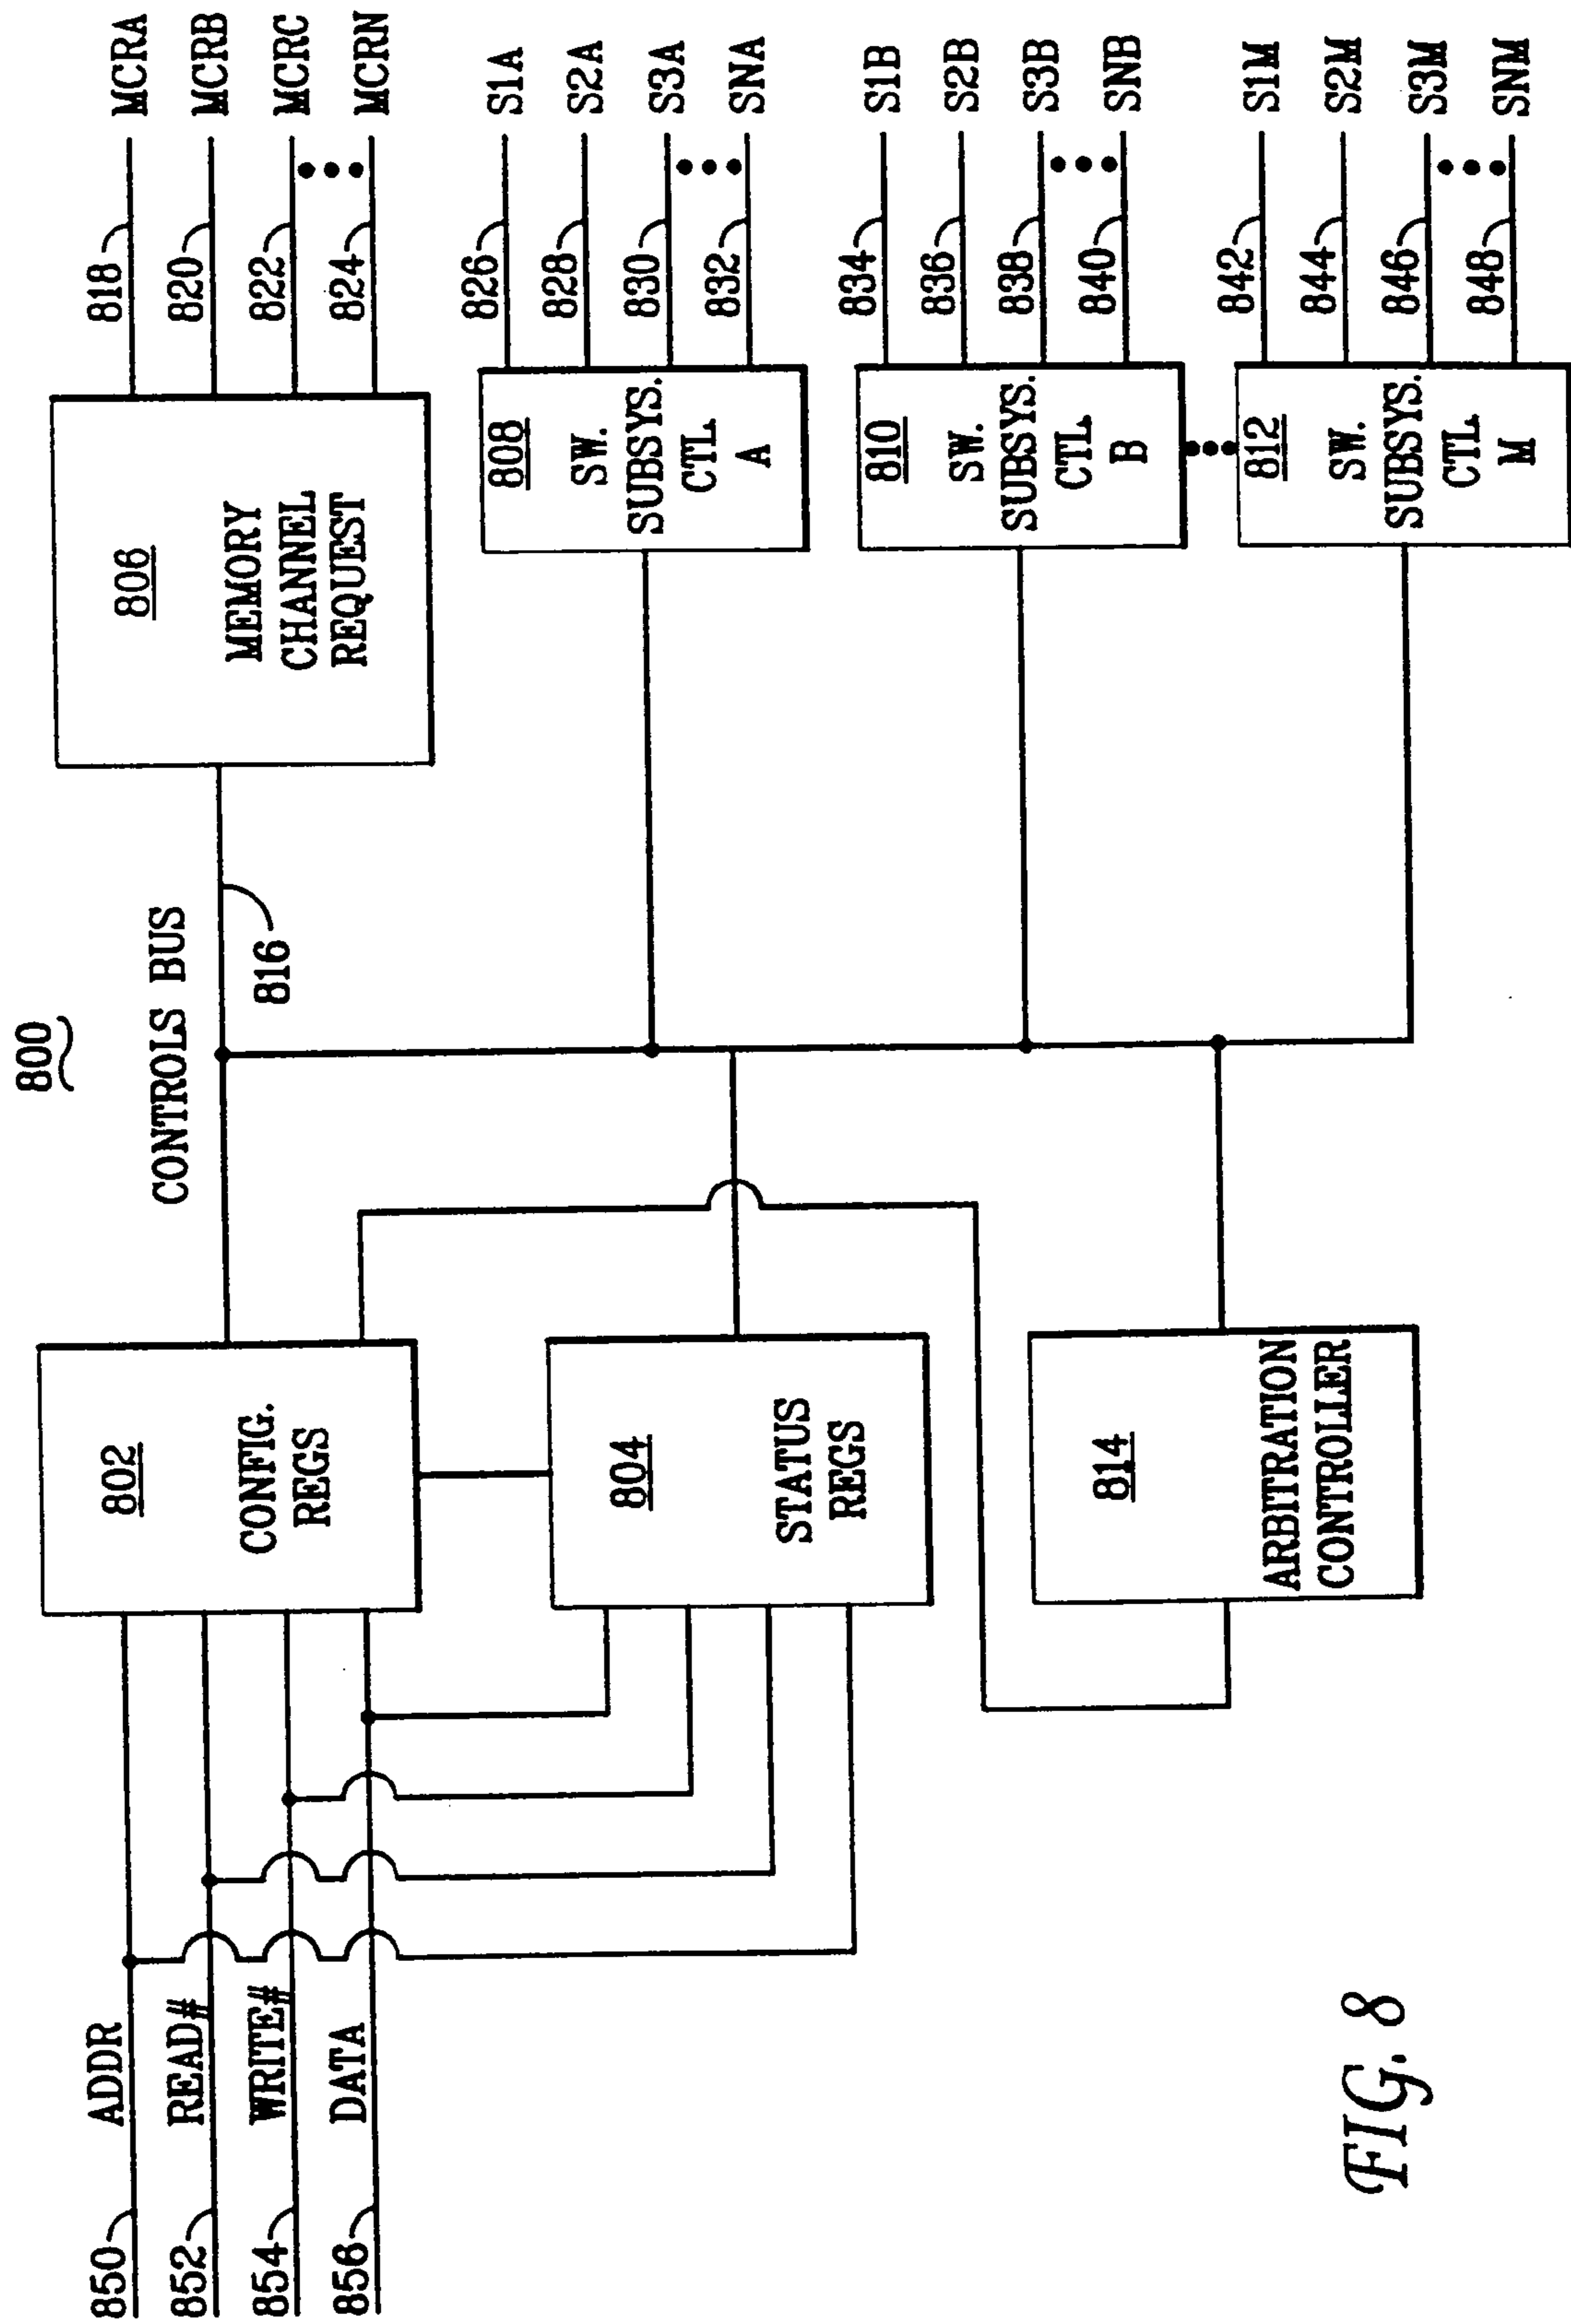 800
850
ADDR
852
READ#
854
WRITE#
856
DATA
802
CONFIG.
REGS
804
STATUS
REGS
814
ARBITRATION
CONTROLLER
CONTROLS BUS
816
806
MEMORY
CHANNEL
REQUEST
818
MCRA
820
MCRB
822
MCRC
824
MCRN
808
SW.
SUBSYS.
CTL
A
826
S1A
828
S2A
830
S3A
832
SNA
810
SW.
SUBSYS.
CTL
B
834
S1B
836
S2B
838
S3B
840
SNB
812
SW.
SUBSYS.
CTL
M
842
S1M
844
S2M
846
S3M
848
SNM
FIG. 8